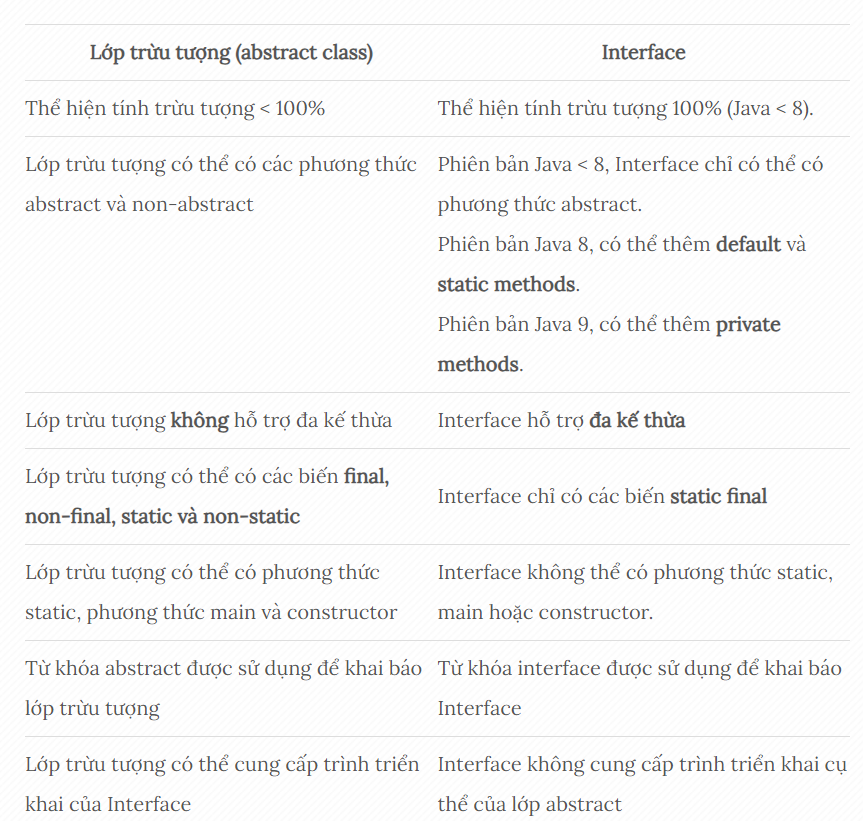 Lớp trừu tượng (abstract class)
Interface
Thể hiện tính trừu tượng < 100%
Thể hiện tính trừu tượng 100% (Java < 8).
Lớp trừu tượng có thể có các phương thức
abstract và non-abstract
Phiên bản Java < 8, Interface chỉ có thể có
phương thức abstract.
Phiên bản Java 8, có thể thêm default và
static methods.
Phiên bản Java 9, có thể thêm private
methods.
Lớp trừu tượng không hỗ trợ đa kế thừa
Interface hỗ trợ đa kế thừa
Lớp trừu tượng có thể có các biến final,
non-final, static và non-static
Interface chỉ có các biến static final
Lớp trừu tượng có thể có phương thức
static, phương thức main và constructor
Interface không thể có phương thức static,
main hoặc constructor.
Từ khóa abstract được sử dụng để khai báo
lớp trừu tượng
Từ khóa interface được sử dụng để khai báo
Interface
Lớp trừu tượng có thể cung cấp trình triển
khai của Interface
Interface không cung cấp trình triển khai cụ
thể của lớp abstract